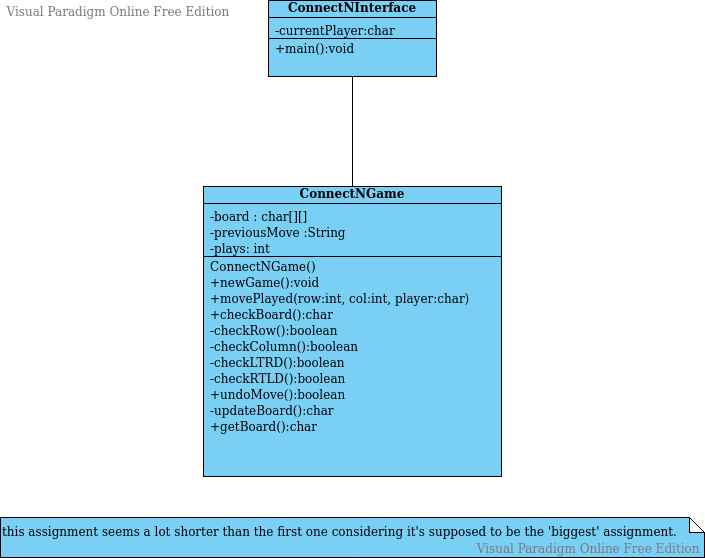 Visual Paradigm Online Free Edition
ConnectNInterface
-currentPlayer:char
+main():void
ConnectNGame
-board : char[][]
-previousMove :String
-plays: int
ConnectNGame()
+newGame():void
+movePlayed(row:int, col:int, player:char)
+checkBoard():char
-checkRow():boolean
-checkColumn():boolean
-checkLTRD():boolean
-checkRTLD():boolean
+undoMove():boolean
-updateBoard():char
+getBoard():char
this assignment seems a lot shorter than the first one considering it's supposed to be the 'biggest' assignment.
Visual Paradigm Online Free Edition